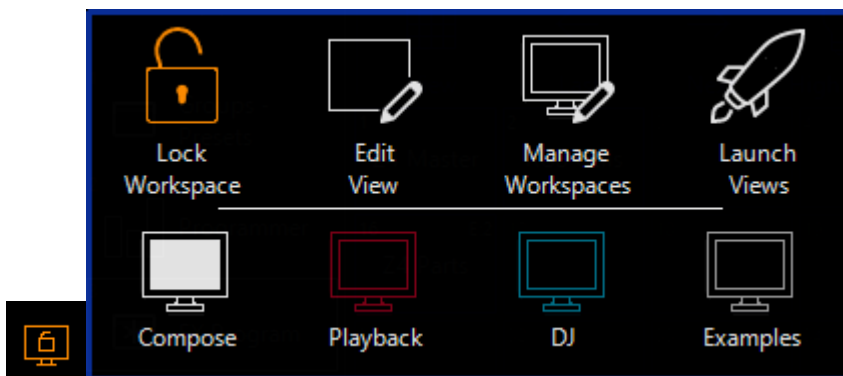 Lock
Workspace
Edit
View
Manage
Workspaces
Launch
Views
Compose
Playback
DJ
Examples